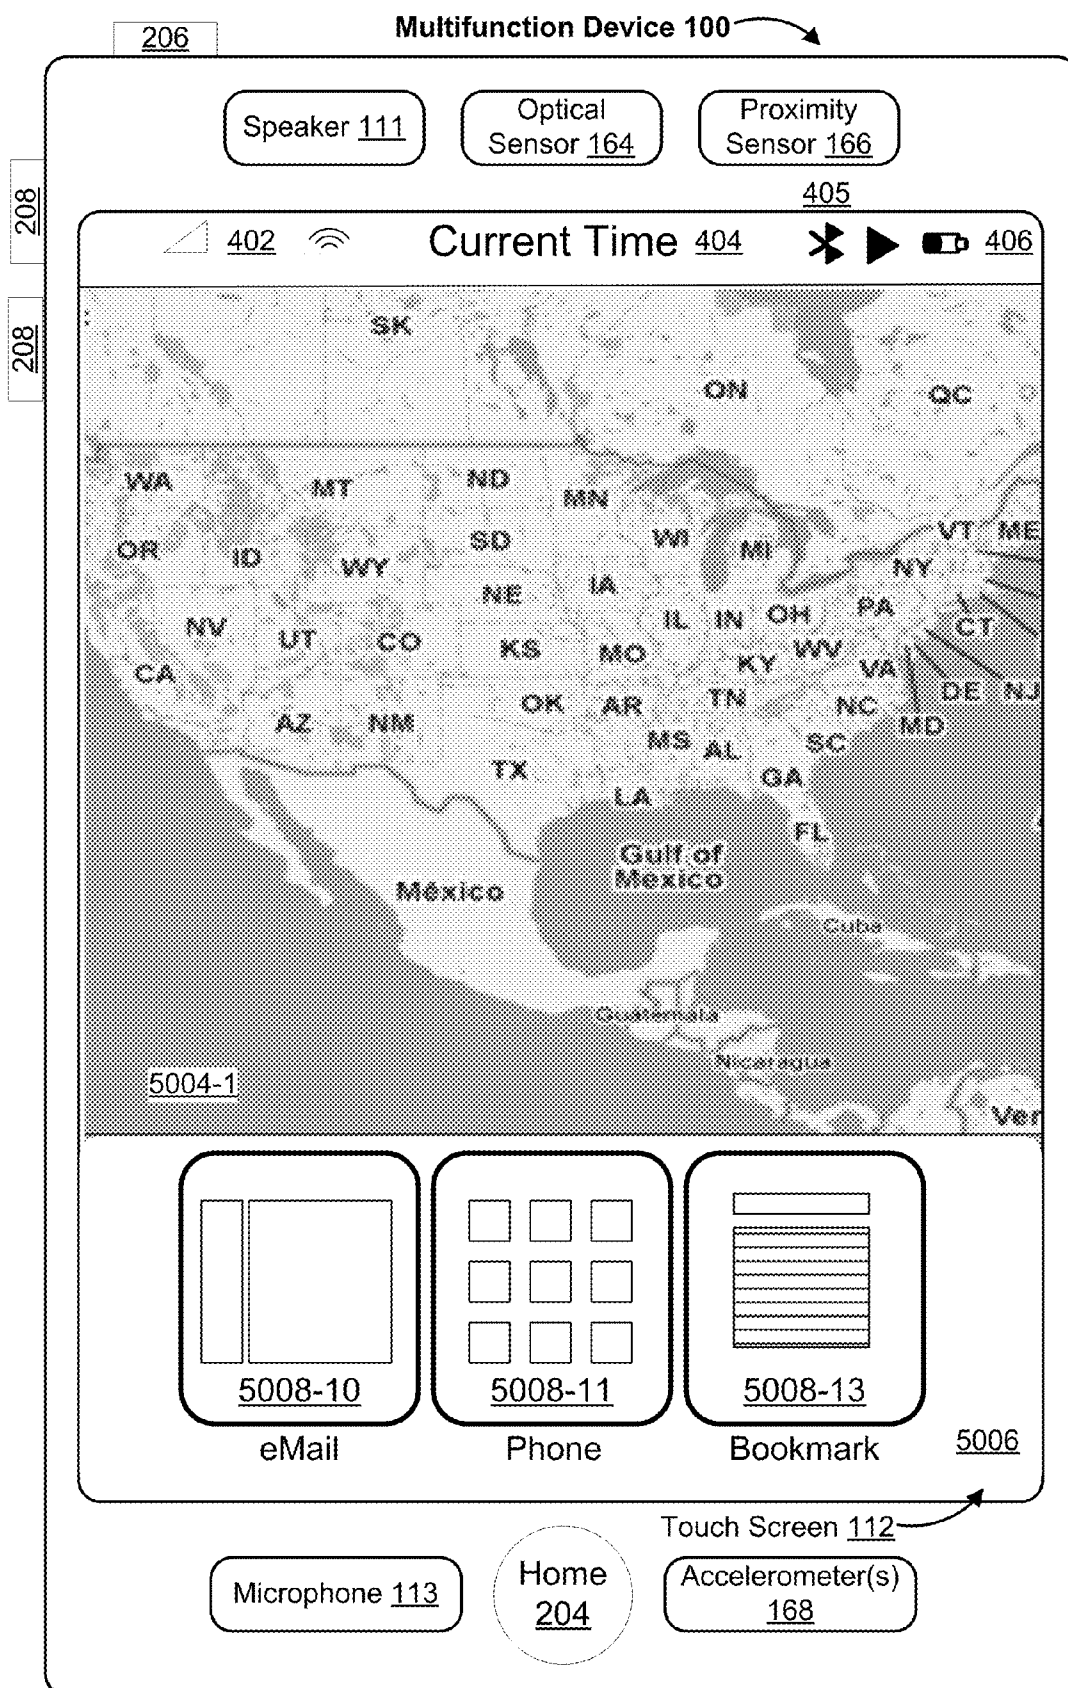 206
Multifunction Device 100
Speaker 111
Optical
Sensor 164
Proximity
Sensor 166
208
405
402
Current Time 404
406
208
SK
ON
QC
WA
MT
ND
MN
OR
ID
WY
SD
WI
MI
VT
ME
NY
NE
IA
PA
NV
UT
CO
KS
MO
IL
IN
OH
WV
CT
CA
KY
VA
AZ
NM
OK
AR
TN
NC
DE
NJ
MD
MS
AL
SC
TX
LA
GA
FL
Gulf of
Mexico
México
Cuba
Guatemala
Nicaragua
5004-1
Ver
5008-10
5008-11
5008-13
eMail
Phone
Bookmark
5006
Touch Screen 112
Microphone 113
Home
204
Accelerometer(s)
168